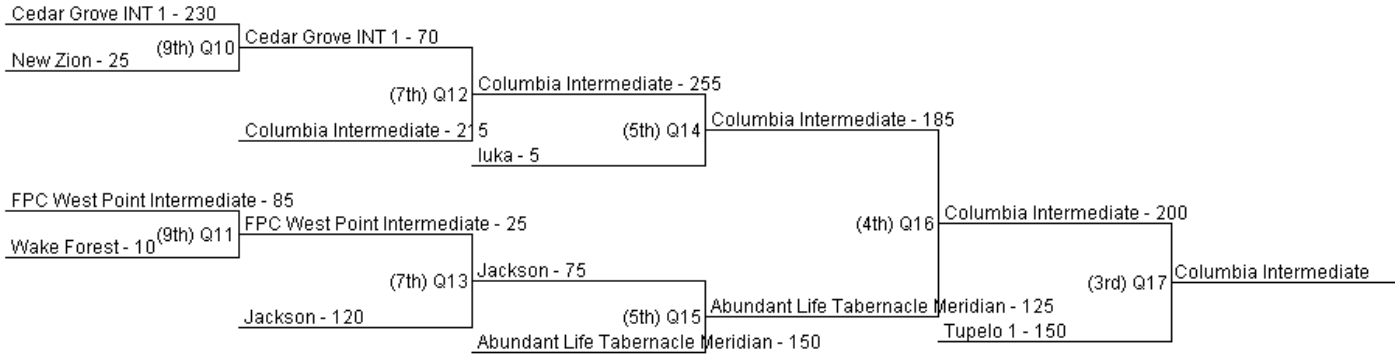 Cedar Grove INT 1 - 230
(9th) Q10
New Zion - 25
Cedar Grove INT 1 - 70
(7th) Q12
Columbia Intermediate - 215
Columbia Intermediate - 255
(5th) Q14
Iuka - 5
Columbia Intermediate - 185
FPC West Point Intermediate - 85
(9th) Q11
Wake Forest - 10
FPC West Point Intermediate - 25
(7th) Q13
Jackson - 120
Jackson - 75
(5th) Q15
Abundant Life Tabernacle Meridian - 150
Abundant Life Tabernacle Meridian - 125
(4th) Q16
Columbia Intermediate - 200
(3rd) Q17
Tupelo 1 - 150
Columbia Intermediate